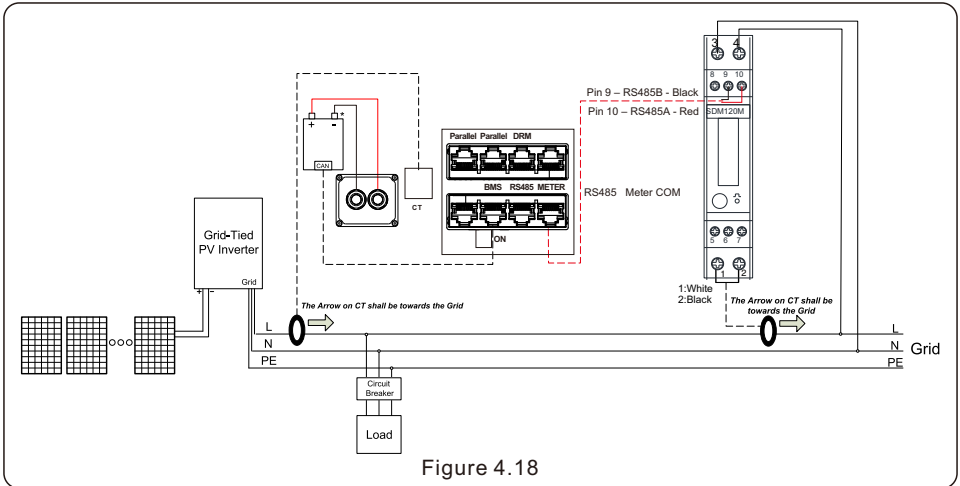 3 4
8 9 10
Pin 9 – RS485B - Black
Pin 10 – RS485A - Red
SDM120M
+ - *
CAN
CT
Parallel Parallel DRM
BMS RS485 METER
ON
RS485 Meter COM
5 6 7
1 2
1:White
2:Black
Grid-Tied
PV Inverter
Grid
+ -
The Arrow on CT shall be towards the Grid
The Arrow on CT shall be
towards the Grid
L
N
PE
L
N
PE
Grid
Circuit
Breaker
Load
Figure 4.18